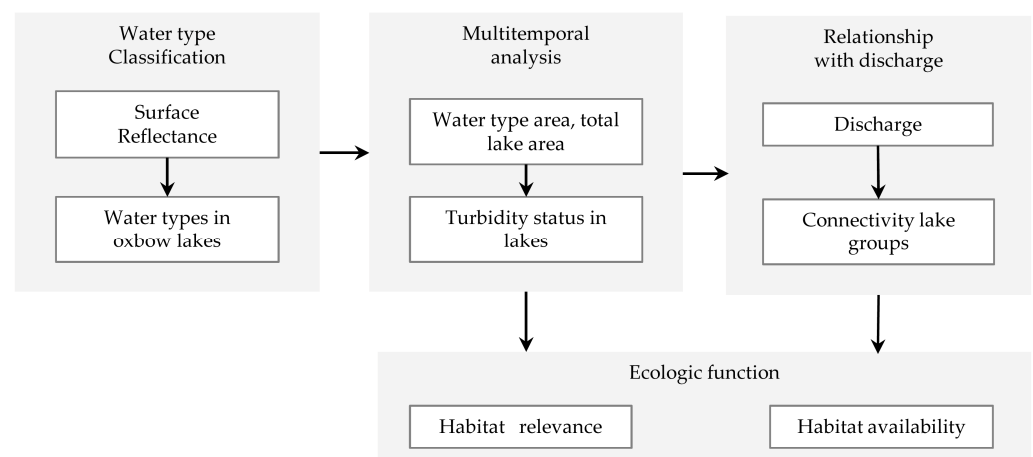 Water type
Classification
Surface
Reflectance
Water types in
oxbow lakes
Multitemporal
analysis
Water type area, total
lake area
Turbidity status in
lakes
Relationship
with discharge
Discharge
Connectivity lake
groups
Ecologic function
Habitat relevance
Habitat availability